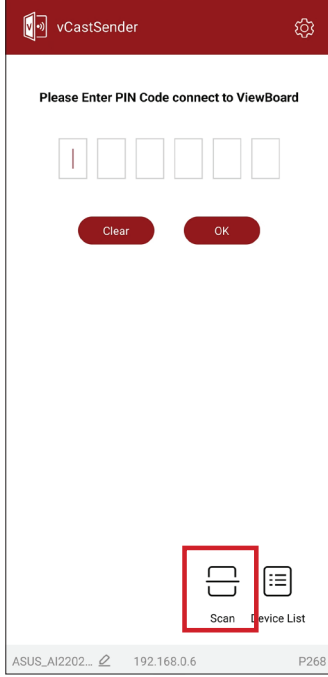 vCastSender
Please Enter PIN Code connect to ViewBoard
Clear OK
Scan Device List
ASUS_AI2202... 192.168.0.6 P268